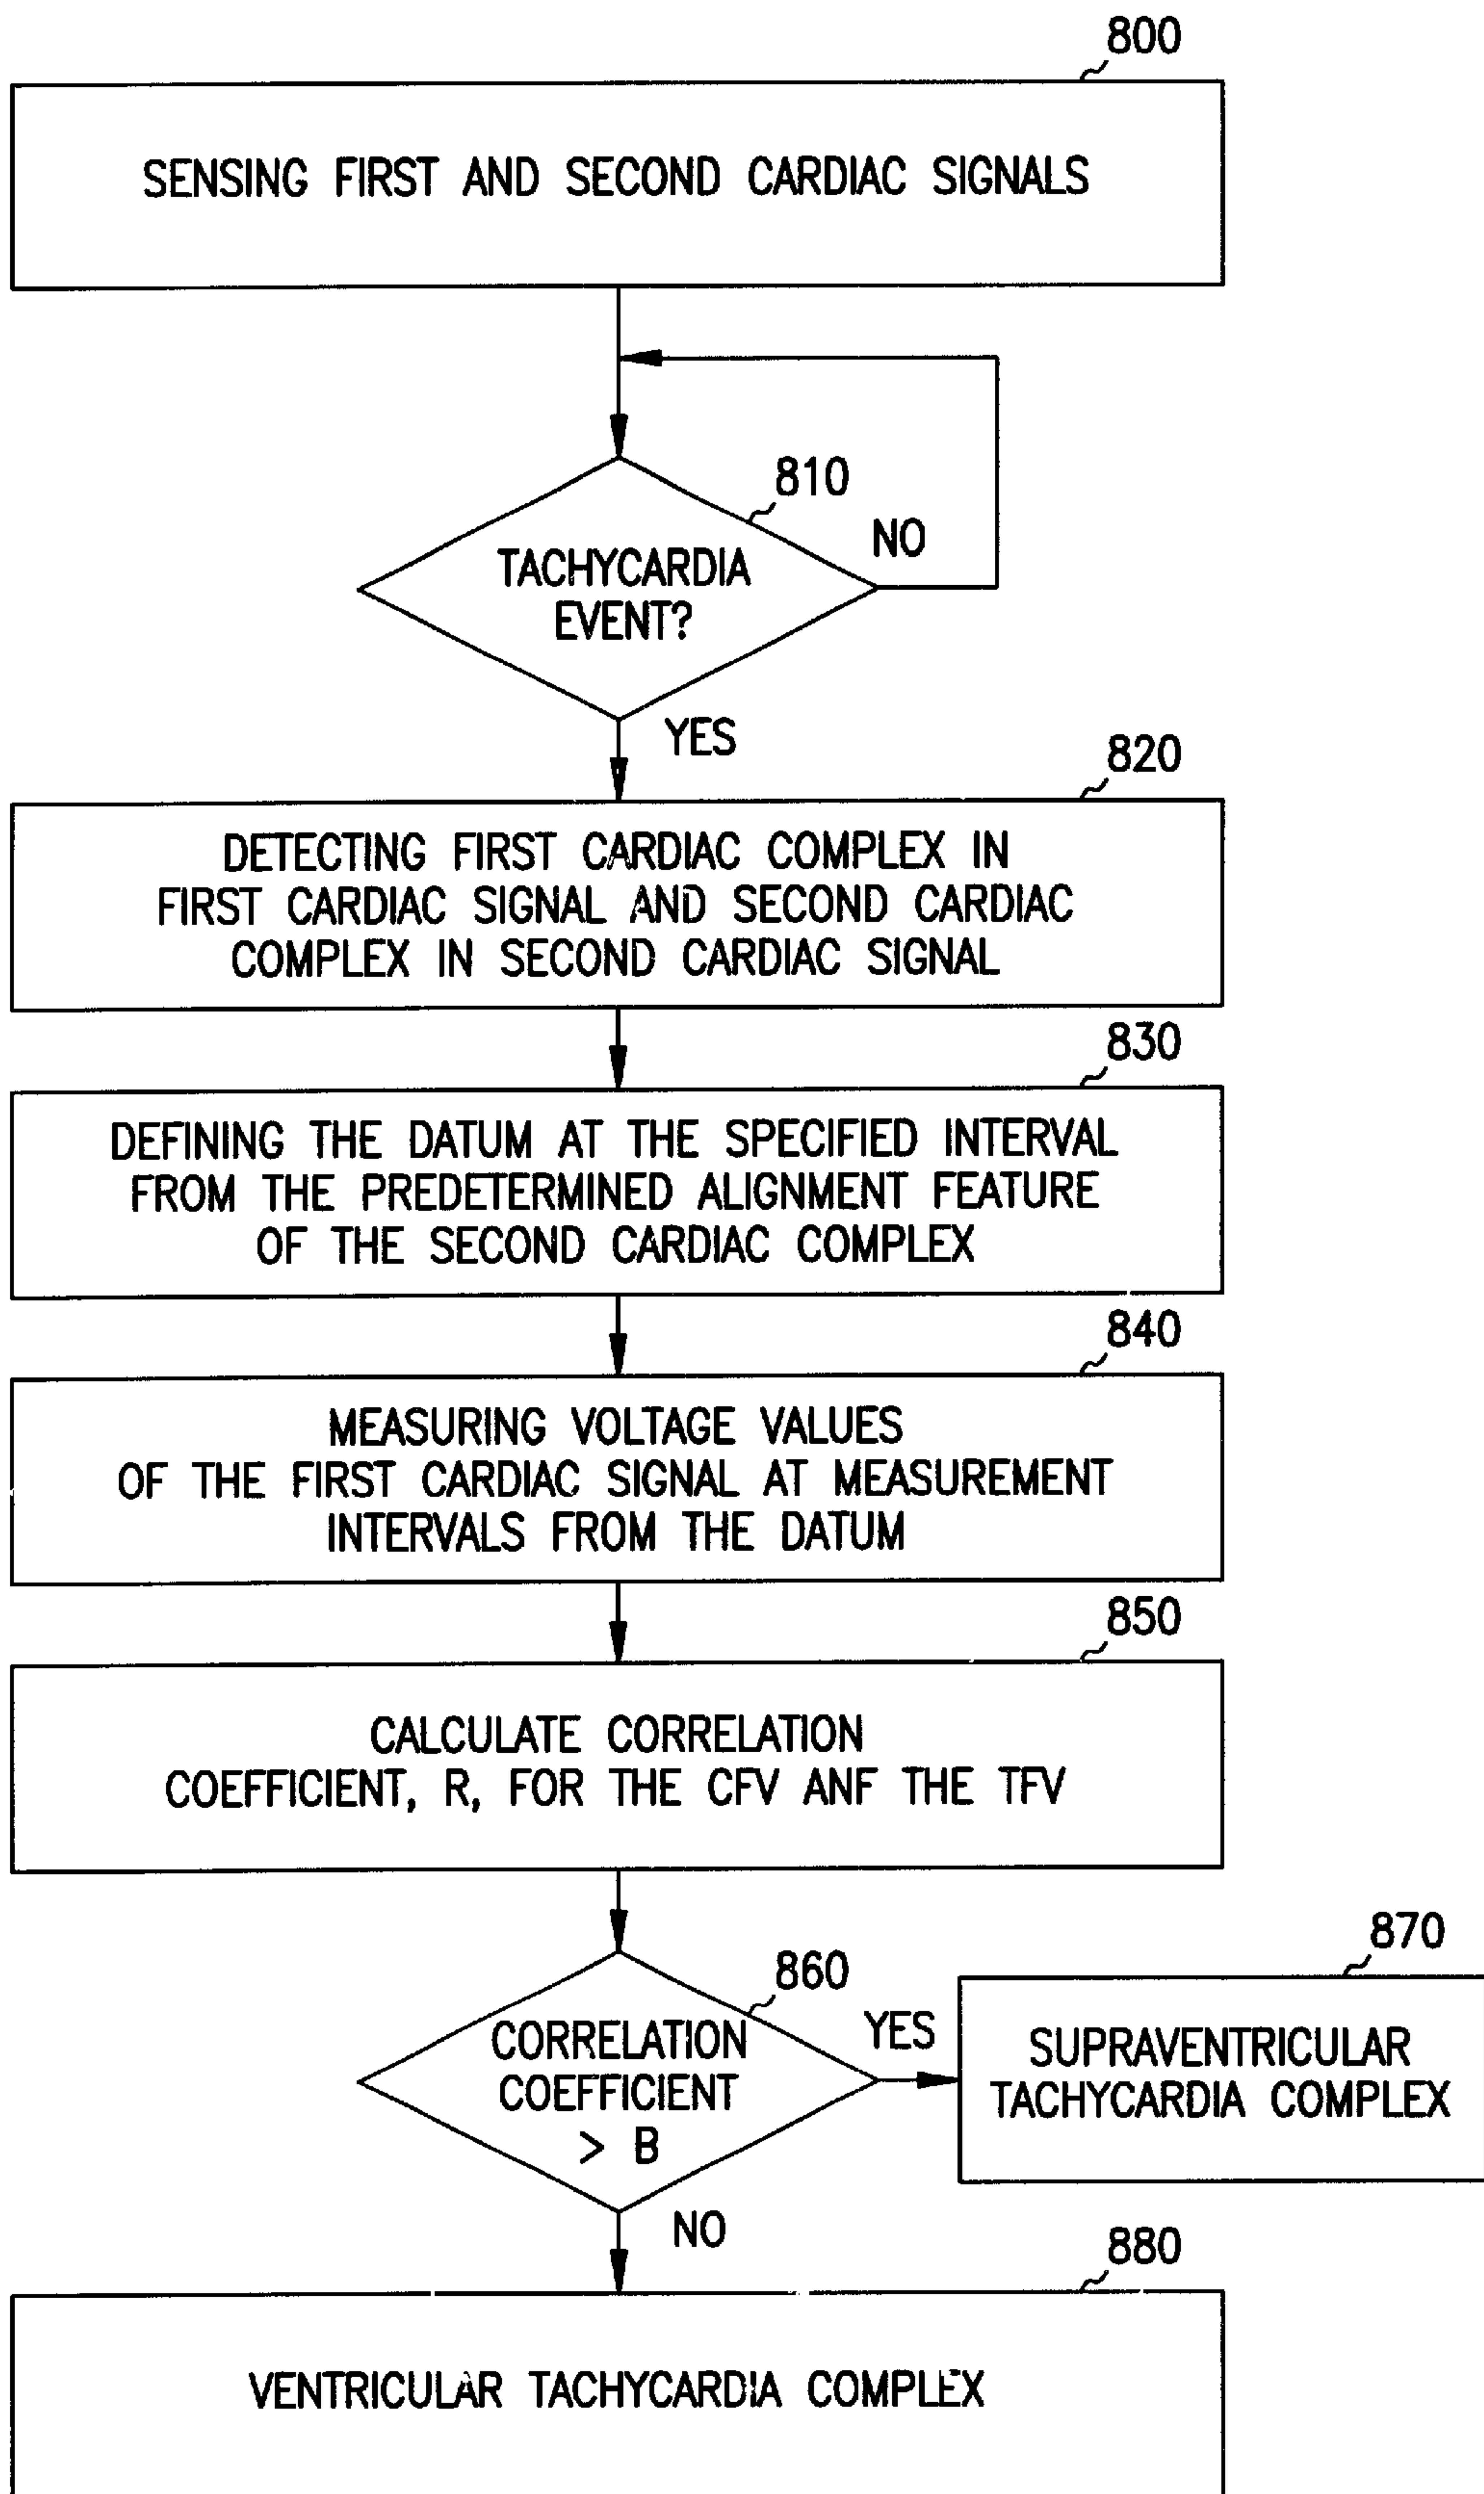 800
SENSING FIRST AND SECOND CARDIAC SIGNALS
810
NO
TACHYCARDIA
EVENT?
YES
820
DETECTING FIRST CARDIAC COMPLEX IN
FIRST CARDIAC SIGNAL AND SECOND CARDIAC
COMPLEX IN SECOND CARDIAC SIGNAL
830
DEFINING THE DATUM AT THE SPECIFIED INTERVAL
FROM THE PREDETERMINED ALIGNMENT FEATURE
OF THE SECOND CARDIAC COMPLEX
840
MEASURING VOLTAGE VALUES
OF THE FIRST CARDIAC SIGNAL AT MEASUREMENT
INTERVALS FROM THE DATUM
850
CALCULATE CORRELATION
COEFFICIENT, R, FOR THE CFV ANF THE TFV
860
YES
CORRELATION
COEFFICIENT
> B
870
SUPRAVENTRICULAR
TACHYCARDIA COMPLEX
NO
880
VENTRICULAR TACHYCARDIA COMPLEX